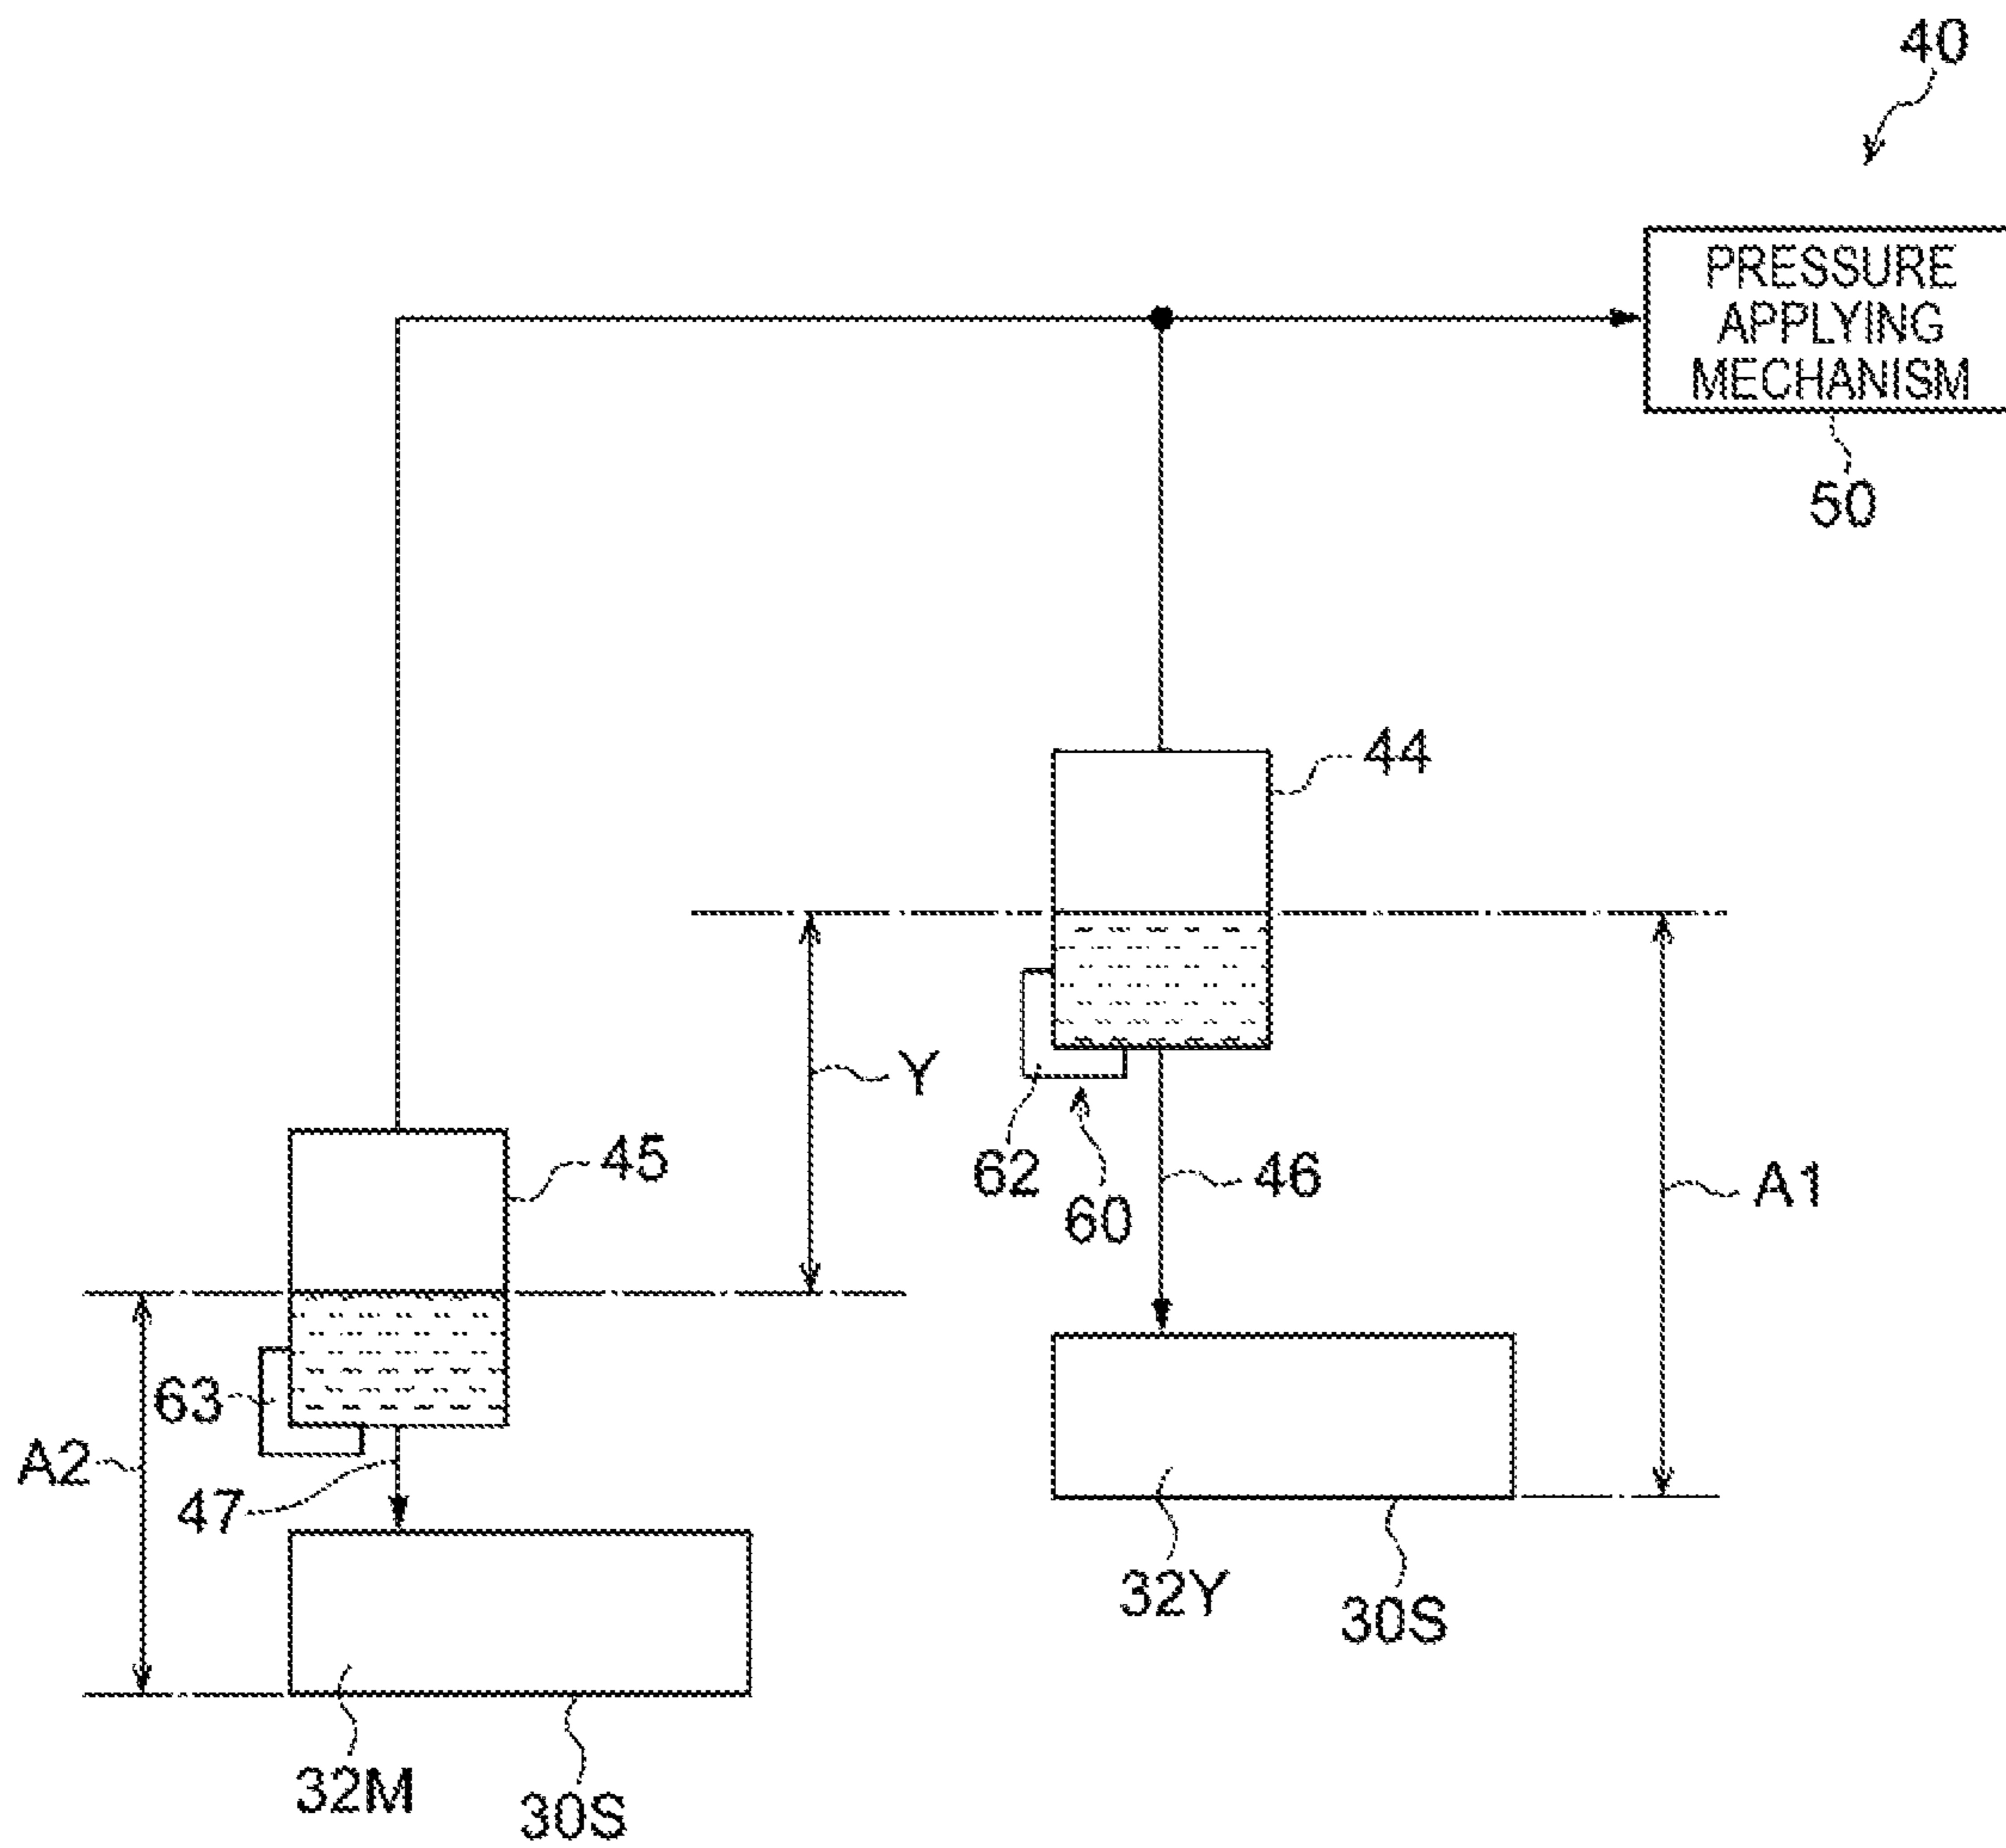 40
PRESSURE
APPLYING
MECHANISM
50
44
Y
62
60
46
A1
45
63
A2
47
32Y
30S
32M
30S